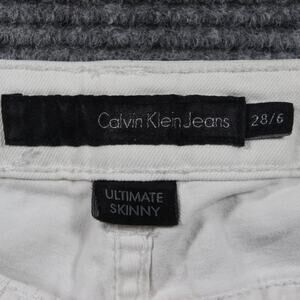 Calvin Klein Jeans 28/6
ULTIMATE
SKINNY